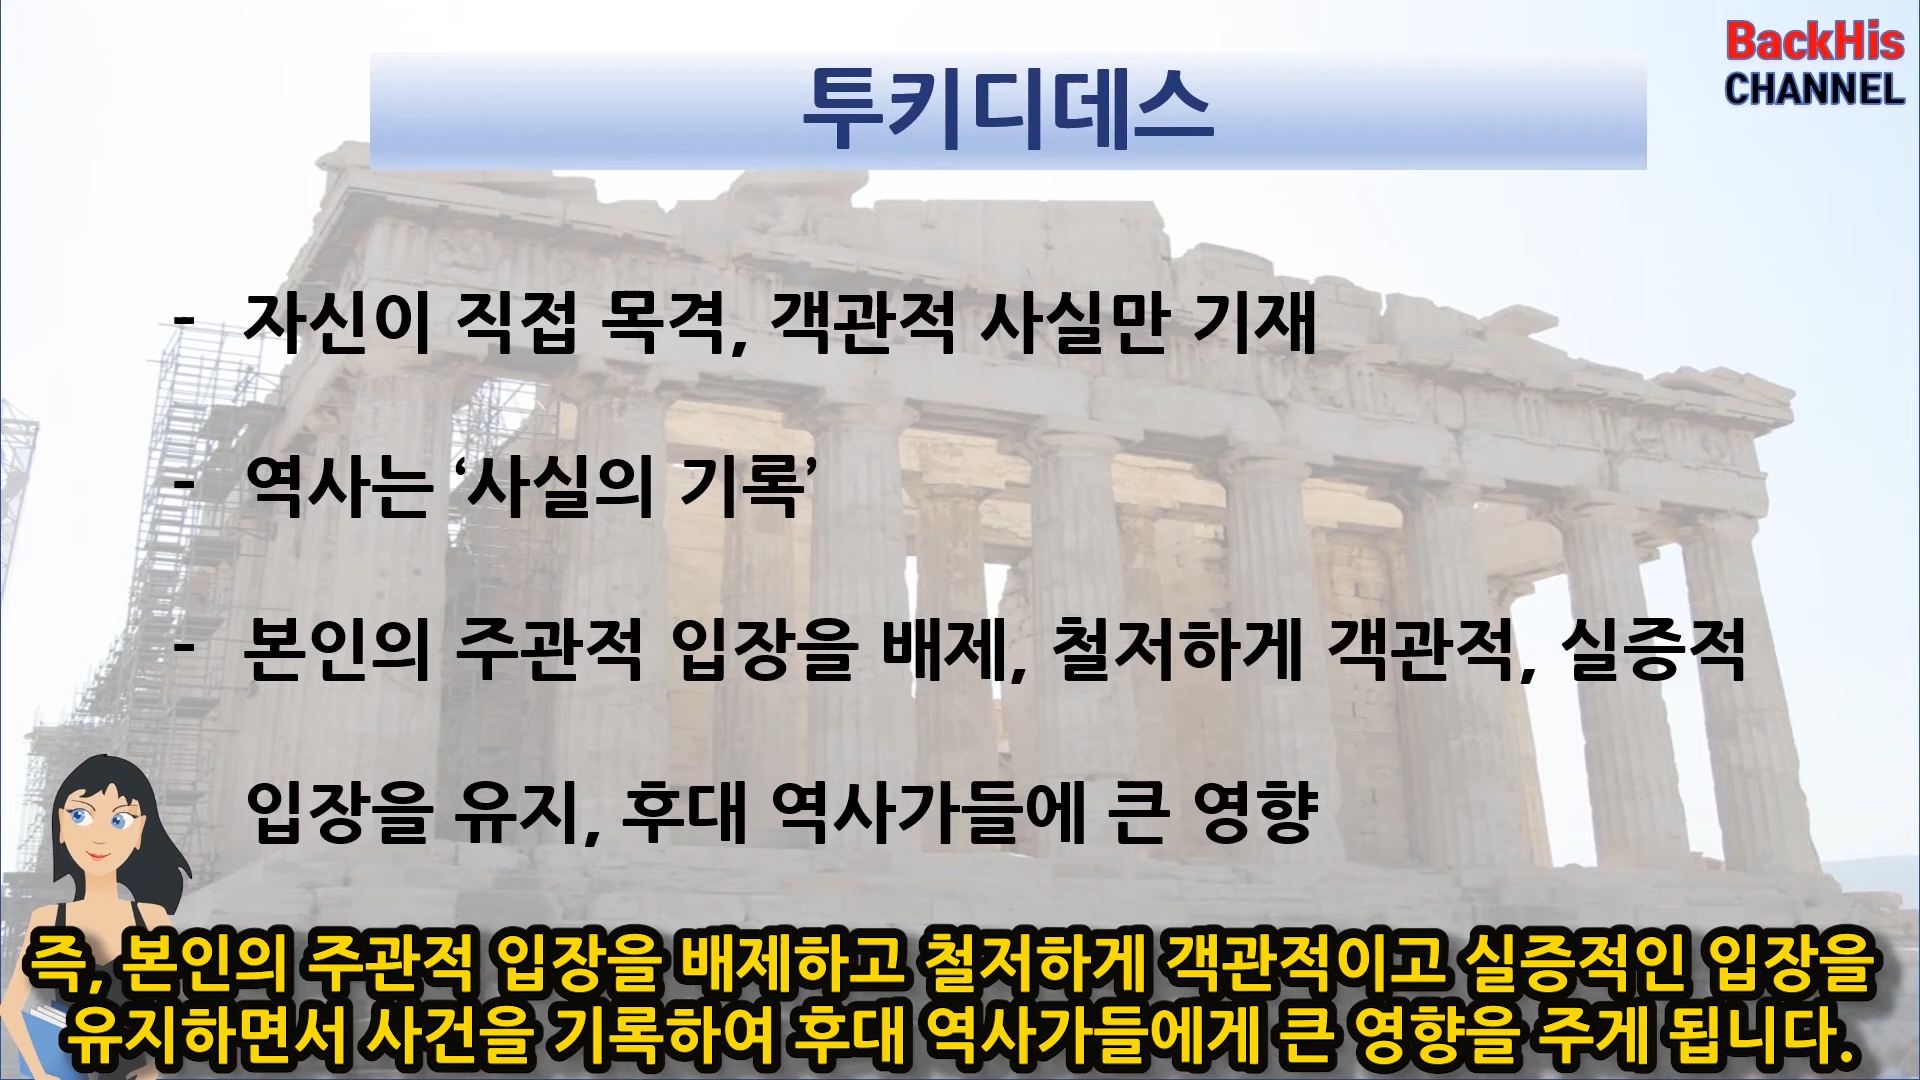 BackHis
CHANNEL
투키디데스
- 자신이 직접 목격, 객관적 사실만 기재
- 역사는 ‘사실의 기록’
- 본인의 주관적 입장을 배제, 철저하게 객관적, 실증적
입장을 유지, 후대 역사가들에 큰 영향
즉, 본인의 주관적 입장을 배제하고 철저하게 객관적이고 실증적인 입장을
유지하면서 사건을 기록하여 후대 역사가들에게 큰 영향을 주게 됩니다.